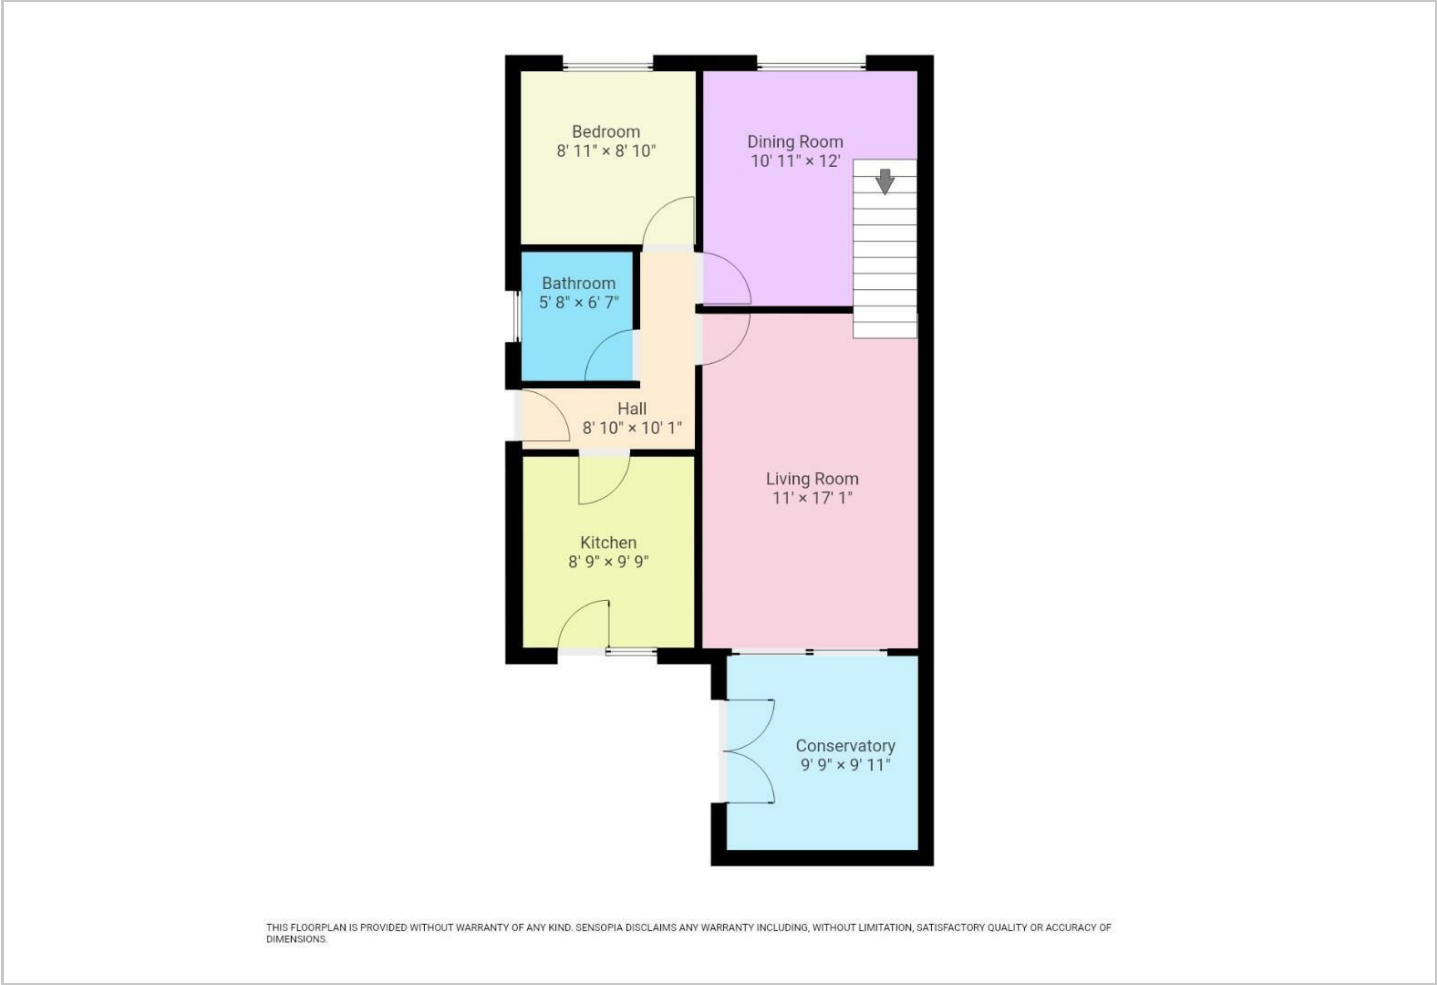 Bedroom
8' 11" × 8' 10"
Dining Room
10' 11" × 12'
Bathroom
5' 8" × 6' 7"
Hall
8' 10" × 10' 1"
Living Room
11' × 17' 1"
Kitchen
8' 9" × 9' 9"
Conservatory
9' 9" × 9' 11"
THIS FLOORPLAN IS PROVIDED WITHOUT WARRANTY OF ANY KIND. SENSOPIA DISCLAIMS ANY WARRANTY INCLUDING, WITHOUT LIMITATION, SATISFACTORY QUALITY OR ACCURACY OF
DIMENSIONS.